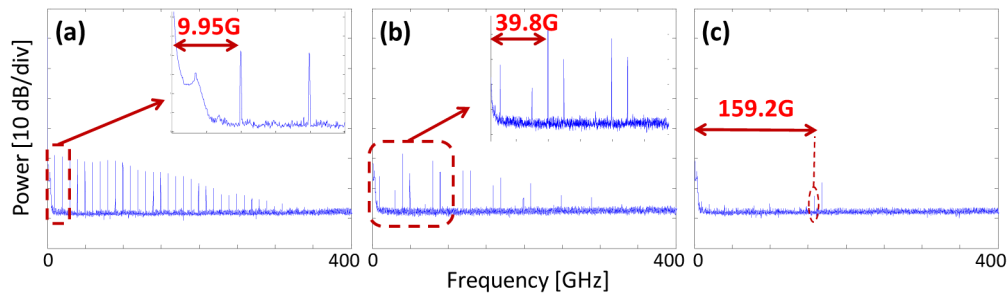 (a)
9.95G
(b)
39.8G
(c)
159.2G
Power [10 dB/div]
0
400
0
400
0
400
Frequency [GHz]